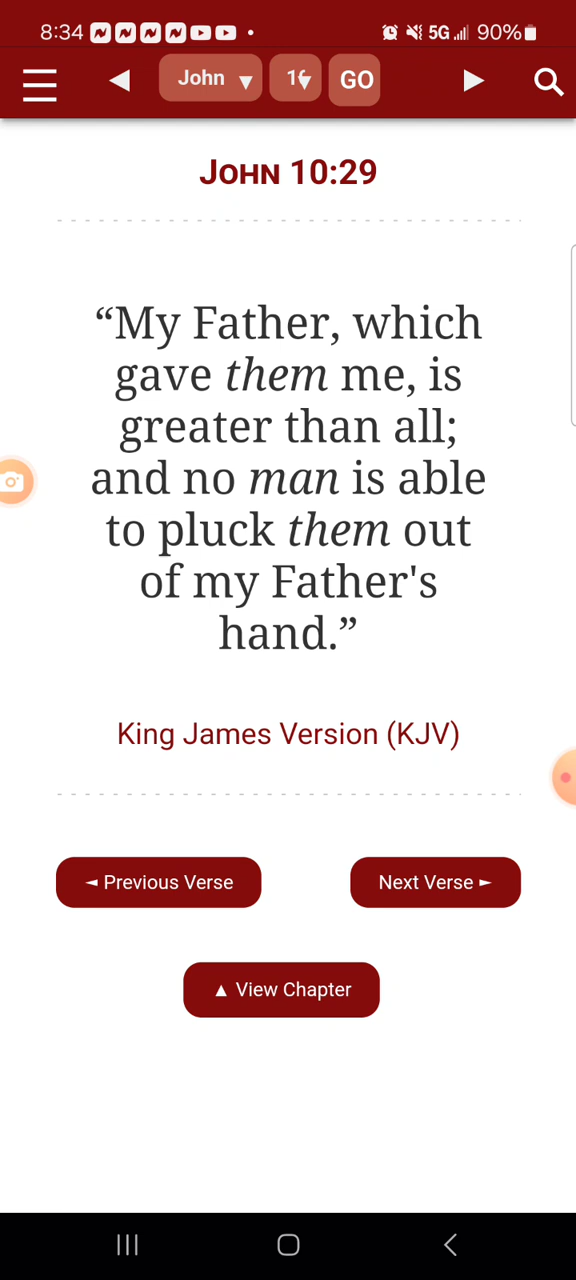 8:34 5G 90%
John ▼ 1 ▼ GO
JOHN 10:29
“My Father, which
gave them me, is
greater than all;
and no man is able
to pluck them out
of my Father's
hand.”
King James Version (KJV)
◄ Previous Verse Next Verse ►
▲ View Chapter